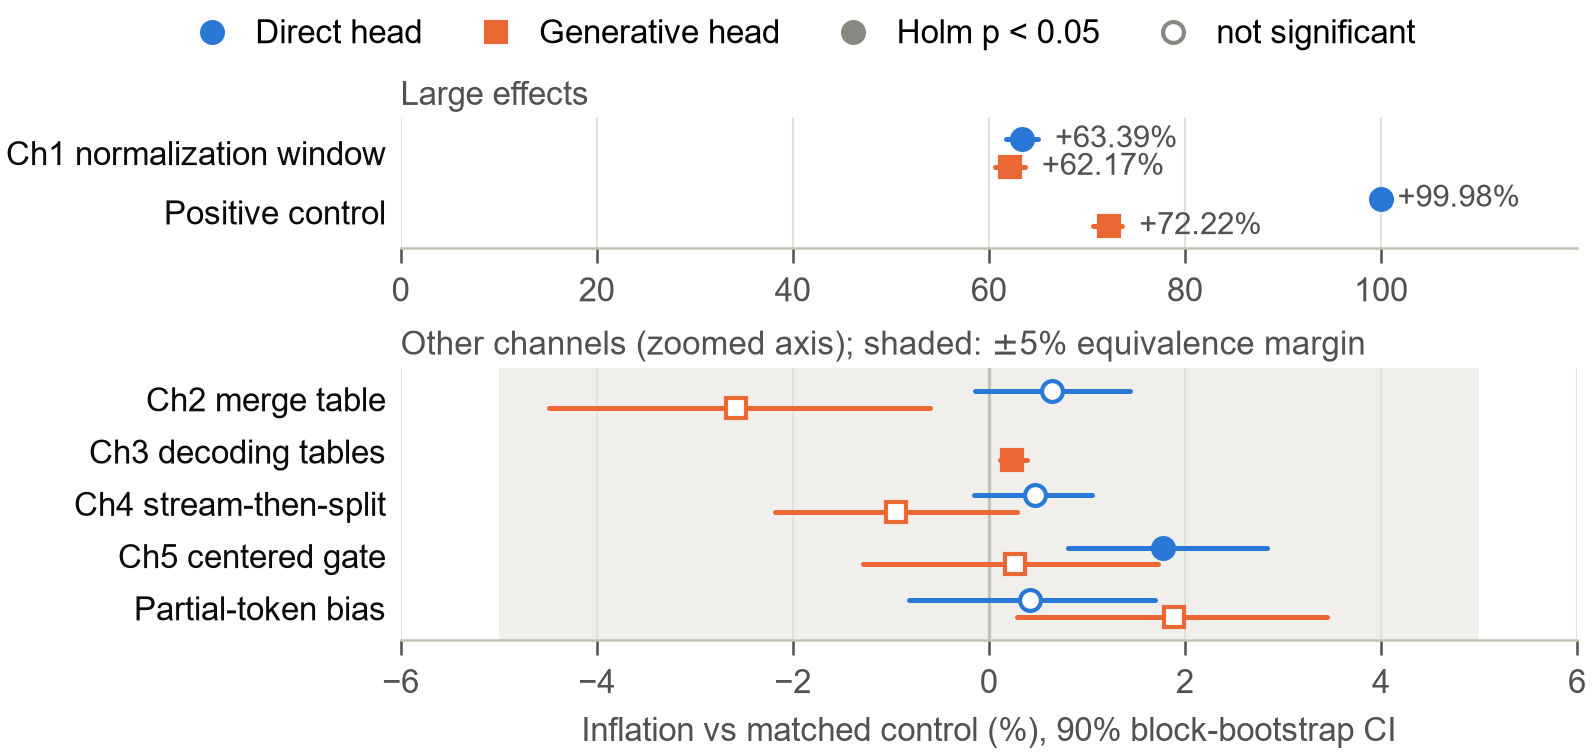 Direct head Generative head Holm p < 0.05 not significant
Large effects
Ch1 normalization window
+63.39%
+62.17%
Positive control
+99.98%
+72.22%
0 20 40 60 80 100
Other channels (zoomed axis); shaded: ±5% equivalence margin
Ch2 merge table
Ch3 decoding tables
Ch4 stream-then-split
Ch5 centered gate
Partial-token bias
−6 −4 −2 0 2 4 6
Inflation vs matched control (%), 90% block-bootstrap CI